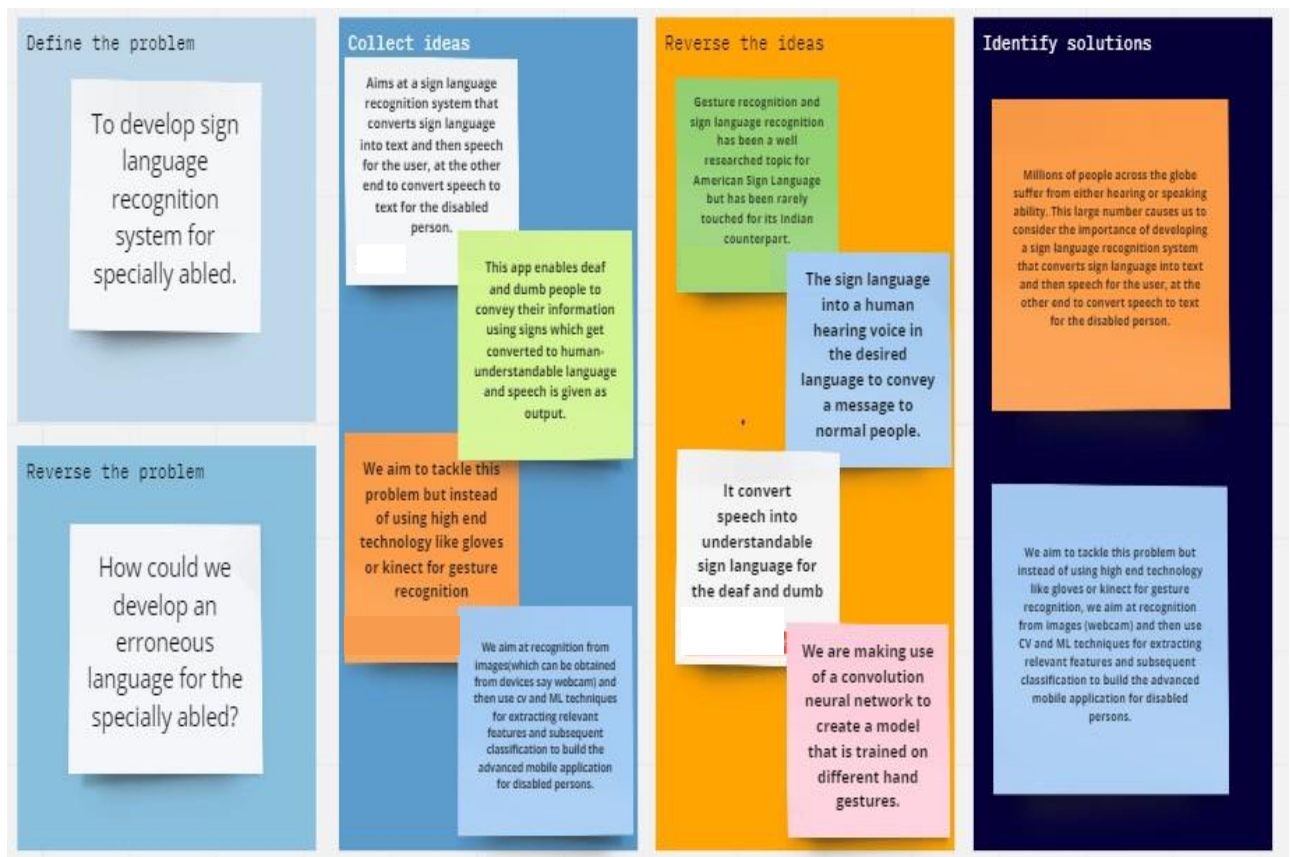 Define the problem
To develop sign
language
recognition
system for
specially abled.
Reverse the problem
How could we
develop an
erroneous
language for the
specially abled?
Collect ideas
Aims at a sign language
recognition system that
converts sign language
into text and then speech
for the user, at the other
end to convert speech to
text for the disabled
person.
This app enables deaf
and dumb people to
convey their information
using signs which get
converted to human-
understandable language
and speech is given as
output.
We aim to tackle this
problem but instead
of using high end
technology like gloves
or kinect for gesture
recognition
We aim at recognition from
images(which can be obtained
from devices say webcam) and
then use cv and ML techniques
for extracting relevant
features and subsequent
classification to build the
advanced mobile application
for disabled persons.
Reverse the ideas
Gesture recognition and
sign language recognition
has been a well
researched topic for
American Sign Language
but has been rarely
touched for its Indian
counterpart.
The sign language
into a human
hearing voice in
the desired
language to convey
a message to
normal people.
It convert
speech into
understandable
sign language for
the deaf and dumb
We are making use
of a convolution
neural network to
create a model
that is trained on
different hand
gestures.
Identify solutions
Millions of people across the globe
suffer from either hearing or speaking
ability. This large number causes us to
consider the importance of developing
a sign language recognition system
that converts sign language into text
and then speech for the user, at the
other end to convert speech to text
for the disabled person.
We aim to tackle this problem but
instead of using high end technology
like gloves or kinect for gesture
recognition, we aim at recognition
from images (webcam) and then use
CV and ML techniques for extracting
relevant features and subsequent
classification to build the advanced
mobile application for disabled
persons.